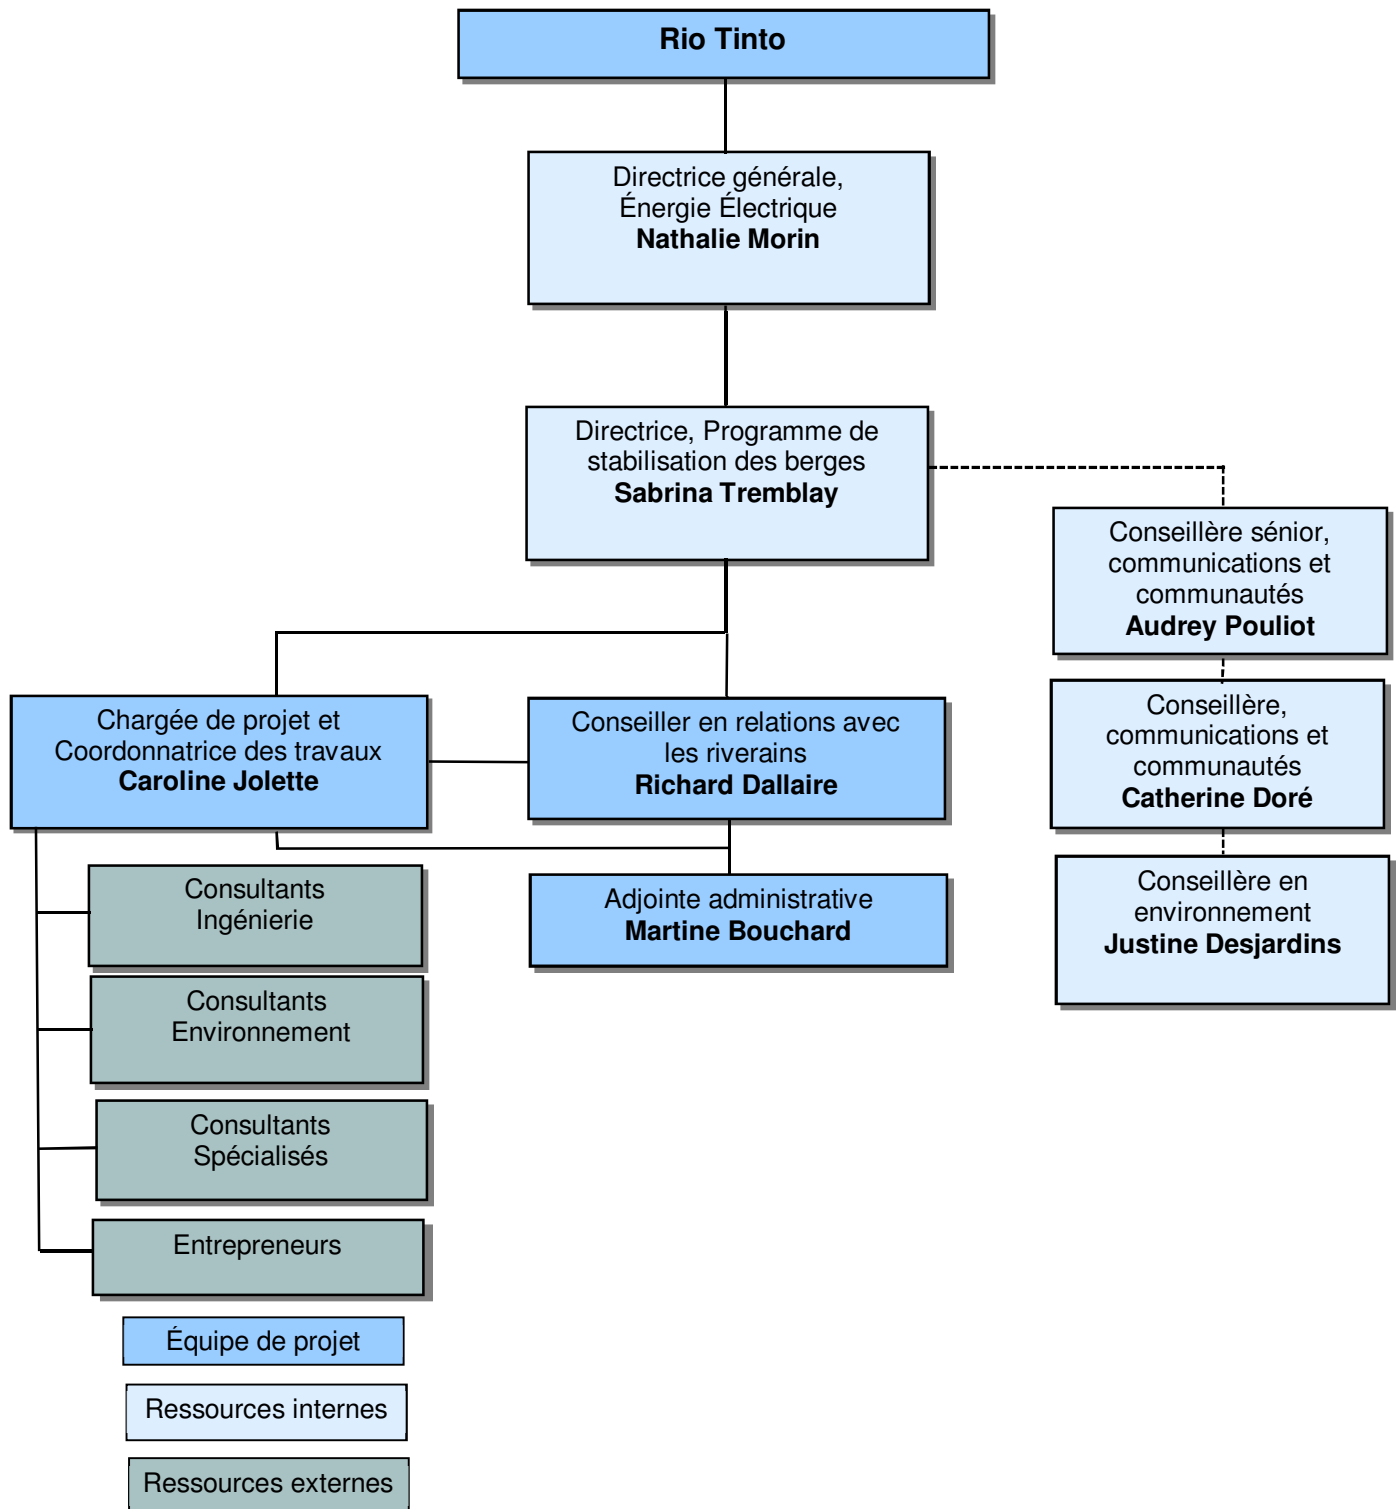 Rio Tinto
Directrice générale,
Énergie Électrique
Nathalie Morin
Directrice, Programme de
stabilisation des berges
Sabrina Tremblay
Conseillère sénior,
communications et
communautés
Audrey Pouliot
Conseillère,
communications et
communautés
Catherine Doré
Conseillère en
environnement
Justine Desjardins
Chargée de projet et
Coordonnatrice des travaux
Caroline Jolette
Conseiller en relations avec
les riverains
Richard Dallaire
Adjointe administrative
Martine Bouchard
Consultants
Ingénierie
Consultants
Environnement
Consultants
Spécialisés
Entrepreneurs
Équipe de projet
Ressources internes
Ressources externes